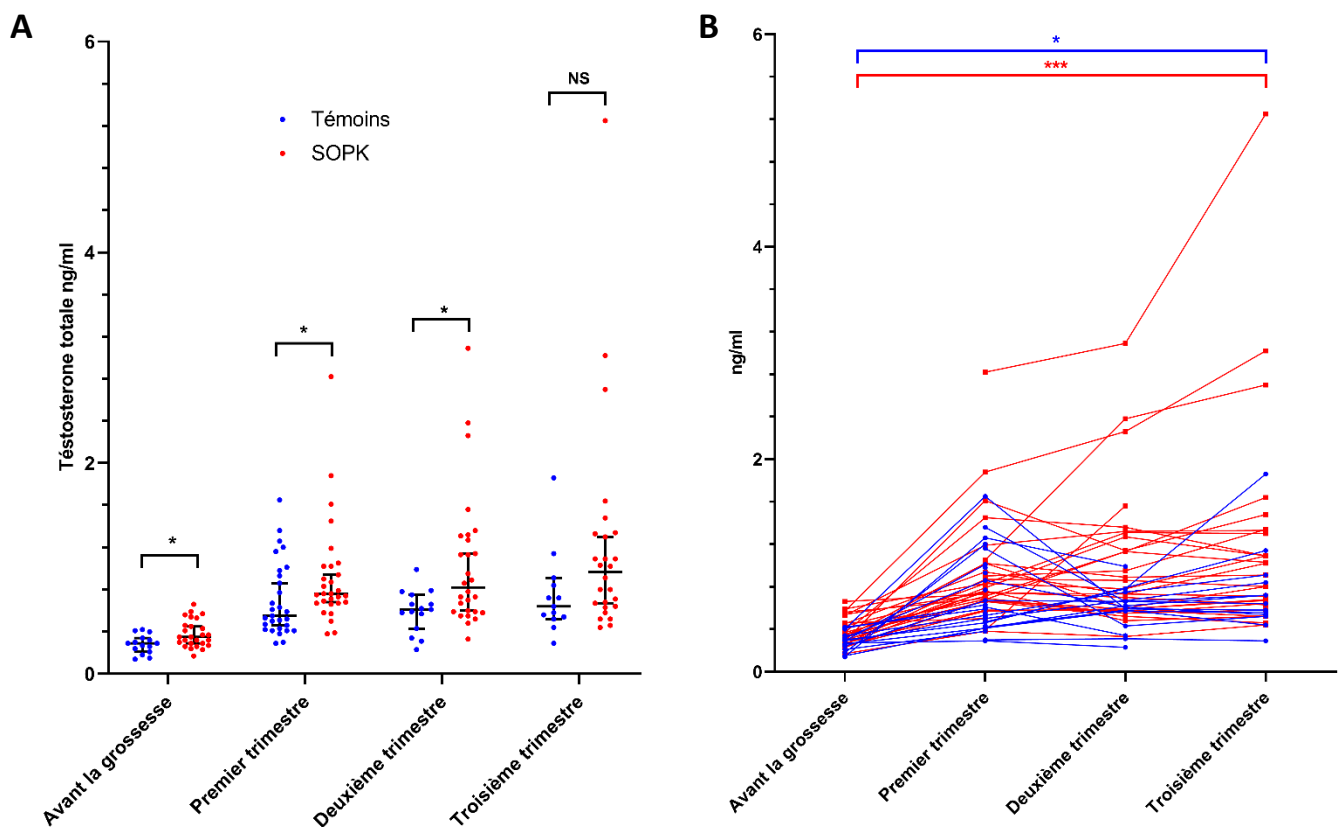 A
Téstosterone totale ng/ml
6
4
2
0
Témoins
SOPK
*
*
*
NS
Avant la grossesse
Premier trimestre
Deuxième trimestre
Troisième trimestre
B
ng/ml
6
4
2
0
*
***
Avant la grossesse
Premier trimestre
Deuxième trimestre
Troisième trimestre